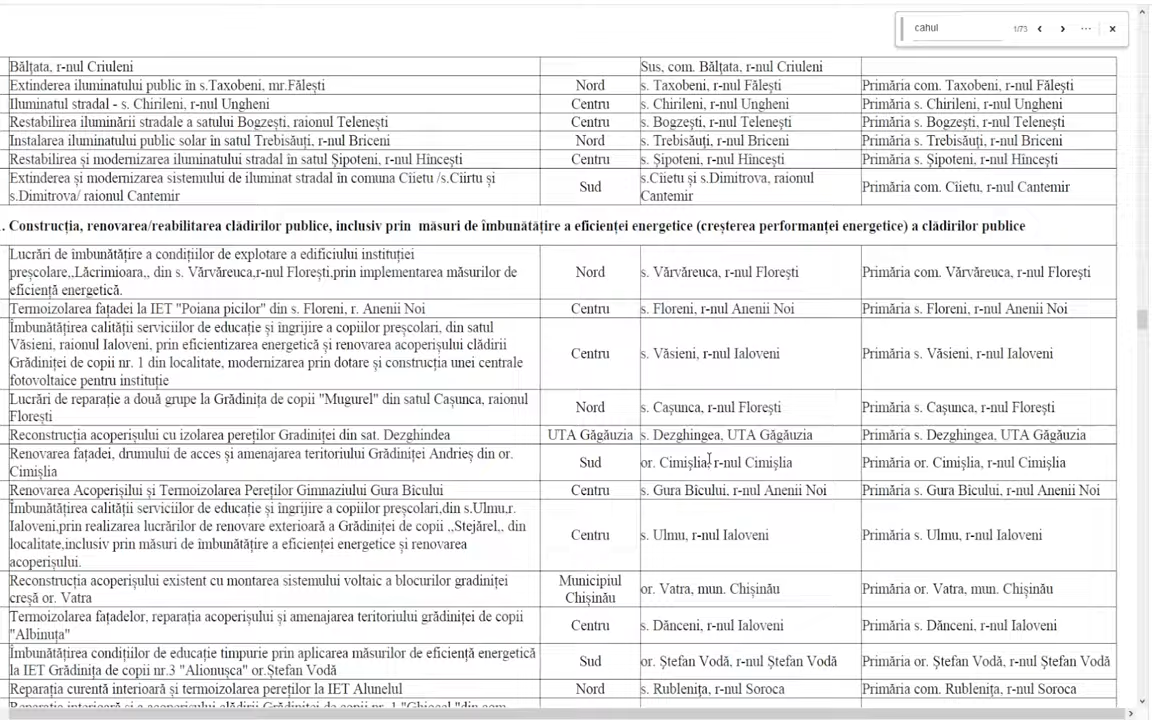 cahul 1/73
Bălțata, r-nul Criuleni Sus, com. Bălțata, r-nul Criuleni
Extinderea iluminatului public în s.Taxobeni, mr.Fălești Nord s. Taxobeni, r-nul Fălești Primăria com. Taxobeni, r-nul Fălești
Iluminatul stradal - s. Chirileni, r-nul Ungheni Centru s. Chirileni, r-nul Ungheni Primăria s. Chirileni, r-nul Ungheni
Restabilirea iluminării stradale a satului Bogzești, raionul Telenești Centru s. Bogzești, r-nul Telenești Primăria s. Bogzești, r-nul Telenești
Instalarea iluminatului public solar în satul Trebisăuți, r-nul Briceni Nord s. Trebisăuți, r-nul Briceni Primăria s. Trebisăuți, r-nul Briceni
Restabilirea și modernizarea iluminatului stradal în satul Șipoteni, r-nul Hîncești Centru s. Șipoteni, r-nul Hîncești Primăria s. Șipoteni, r-nul Hîncești
Extinderea și modernizarea sistemului de iluminat stradal în comuna Cîietu /s.Cîirtu și
s.Dimitrova/ raionul Cantemir
Sud
s.Cîietu și s.Dimitrova, raionul
Cantemir
Primăria com. Cîietu, r-nul Cantemir
. Construcția, renovarea/reabilitarea clădirilor publice, inclusiv prin măsuri de îmbunătățire a eficienței energetice (creșterea performanței energetice) a clădirilor publice
Lucrări de îmbunătățire a condițiilor de explotare a edificiului instituției
preșcolare,,Lăcrimioara,, din s. Vărvăreuca,r-nul Florești,prin implementarea măsurilor de
eficiență energetică.
Nord s. Vărvăreuca, r-nul Florești Primăria com. Vărvăreuca, r-nul Florești
Termoizolarea fațadei la IET "Poiana picilor" din s. Floreni, r. Anenii Noi Centru s. Floreni, r-nul Anenii Noi Primăria s. Floreni, r-nul Anenii Noi
Îmbunătățirea calității serviciilor de educație și îngrijire a copiilor preșcolari, din satul
Văsieni, raionul Ialoveni, prin eficientizarea energetică și renovarea acoperișului clădirii
Grădiniței de copii nr. 1 din localitate, modernizarea prin dotare și construcția unei centrale
fotovoltaice pentru instituție
Centru s. Văsieni, r-nul Ialoveni Primăria s. Văsieni, r-nul Ialoveni
Lucrări de reparație a două grupe la Grădinița de copii "Mugurel" din satul Cașunca, raionul
Florești
Nord s. Cașunca, r-nul Florești Primăria s. Cașunca, r-nul Florești
Reconstrucția acoperișului cu izolarea pereților Gradiniței din sat. Dezghindea UTA Găgăuzia s. Dezghingea, UTA Găgăuzia Primăria s. Dezghingea, UTA Găgăuzia
Renovarea fațadei, drumului de acces și amenajarea teritoriului Grădiniței Andrieș din or.
Cimișlia
Sud or. Cimișlia, r-nul Cimișlia Primăria or. Cimișlia, r-nul Cimișlia
Renovarea Acoperișilui și Termoizolarea Pereților Gimnaziului Gura Bîcului Centru s. Gura Bîcului, r-nul Anenii Noi Primăria s. Gura Bîcului, r-nul Anenii Noi
Îmbunătățirea calității serviciilor de educație și îngrijire a copiilor preșcolari,din s.Ulmu,r.
Ialoveni,prin realizarea lucrărilor de renovare exterioară a Grădiniței de copii ,,Stejărel,, din
localitate,inclusiv prin măsuri de îmbunătățire a eficienței energetice și renovarea
acoperișului.
Centru s. Ulmu, r-nul Ialoveni Primăria s. Ulmu, r-nul Ialoveni
Reconstrucția acoperișului existent cu montarea sistemului voltaic a blocurilor gradiniței
creșă or. Vatra
Municipiul
Chișinău
or. Vatra, mun. Chișinău Primăria or. Vatra, mun. Chișinău
Termoizolarea fațadelor, reparația acoperișului și amenajarea teritoriului grădiniței de copii
"Albinuța"
Centru s. Dănceni, r-nul Ialoveni Primăria s. Dănceni, r-nul Ialoveni
Îmbunătățirea condițiilor de educație timpurie prin aplicarea măsurilor de eficiență energetică
la IET Grădinița de copii nr.3 "Alionușca" or.Ștefan Vodă
Sud or. Ștefan Vodă, r-nul Ștefan Vodă Primăria or. Ștefan Vodă, r-nul Ștefan Vodă
Reparația curentă interioară și termoizolarea pereților la IET Alunelul Nord s. Rublenița, r-nul Soroca Primăria com. Rublenița, r-nul Soroca